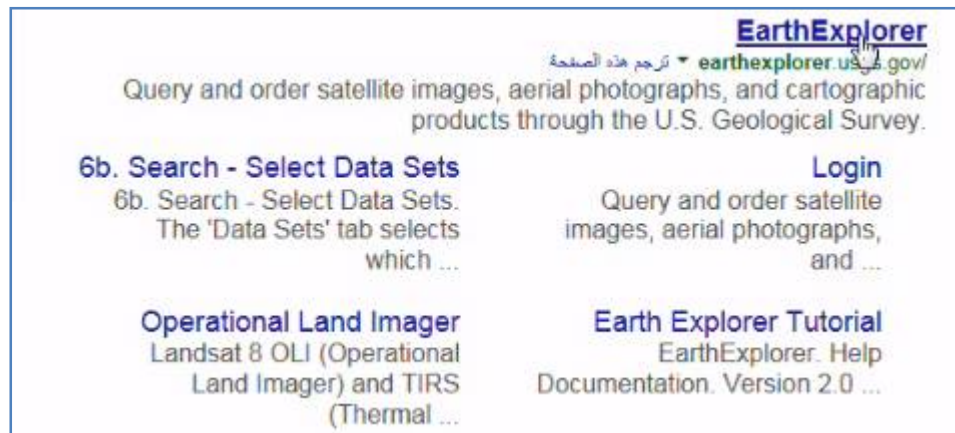 EarthExplorer
earthexplorer.usgs.gov/ ▼ ترجم هذه الصفحة
Query and order satellite images, aerial photographs, and cartographic
products through the U.S. Geological Survey.
Login
Query and order satellite
images, aerial photographs,
and ...
6b. Search - Select Data Sets
6b. Search - Select Data Sets.
The 'Data Sets' tab selects
which ...
Earth Explorer Tutorial
EarthExplorer. Help
Documentation. Version 2.0 ...
Operational Land Imager
Landsat 8 OLI (Operational
Land Imager) and TIRS
(Thermal ...